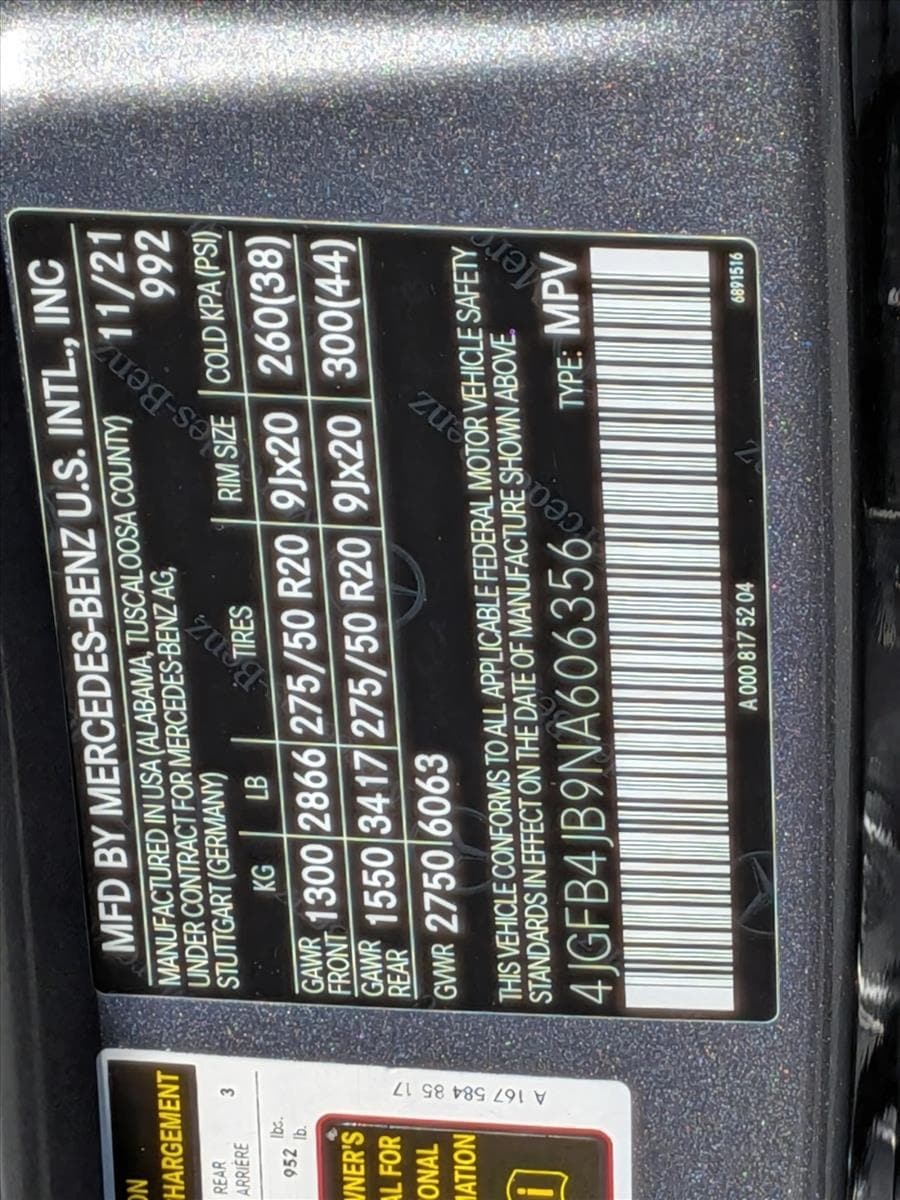 MFD BY MERCEDES-BENZ U.S. INTL., INC
MANUFACTURED IN USA (ALABAMA, TUSCALOOSA COUNTY) 11/21
UNDER CONTRACT FOR MERCEDES-BENZ AG, 992
STUTTGART (GERMANY)
KG LB TIRES RIM SIZE COLD KPA (PSI)
GAWR FRONT 1300 2866 275/50 R20 9Jx20 260(38)
GAWR REAR 1550 3417 275/50 R20 9Jx20 300(44)
GVWR 2750 6063
THIS VEHICLE CONFORMS TO ALL APPLICABLE FEDERAL MOTOR VEHICLE SAFETY
STANDARDS IN EFFECT ON THE DATE OF MANUFACTURE SHOWN ABOVE.
4JGFB4JB9NA606356 TYPE: MPV
A 000 817 52 04 6891516
ON
HARGEMENT
REAR 3
ARRIÈRE
lbs.
952 lb.
WNER'S
AL FOR
ONAL
MATION
i
A 167 584 85 17